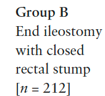 Group B
End ileostomy
with closed
rectal stump
[n = 212]